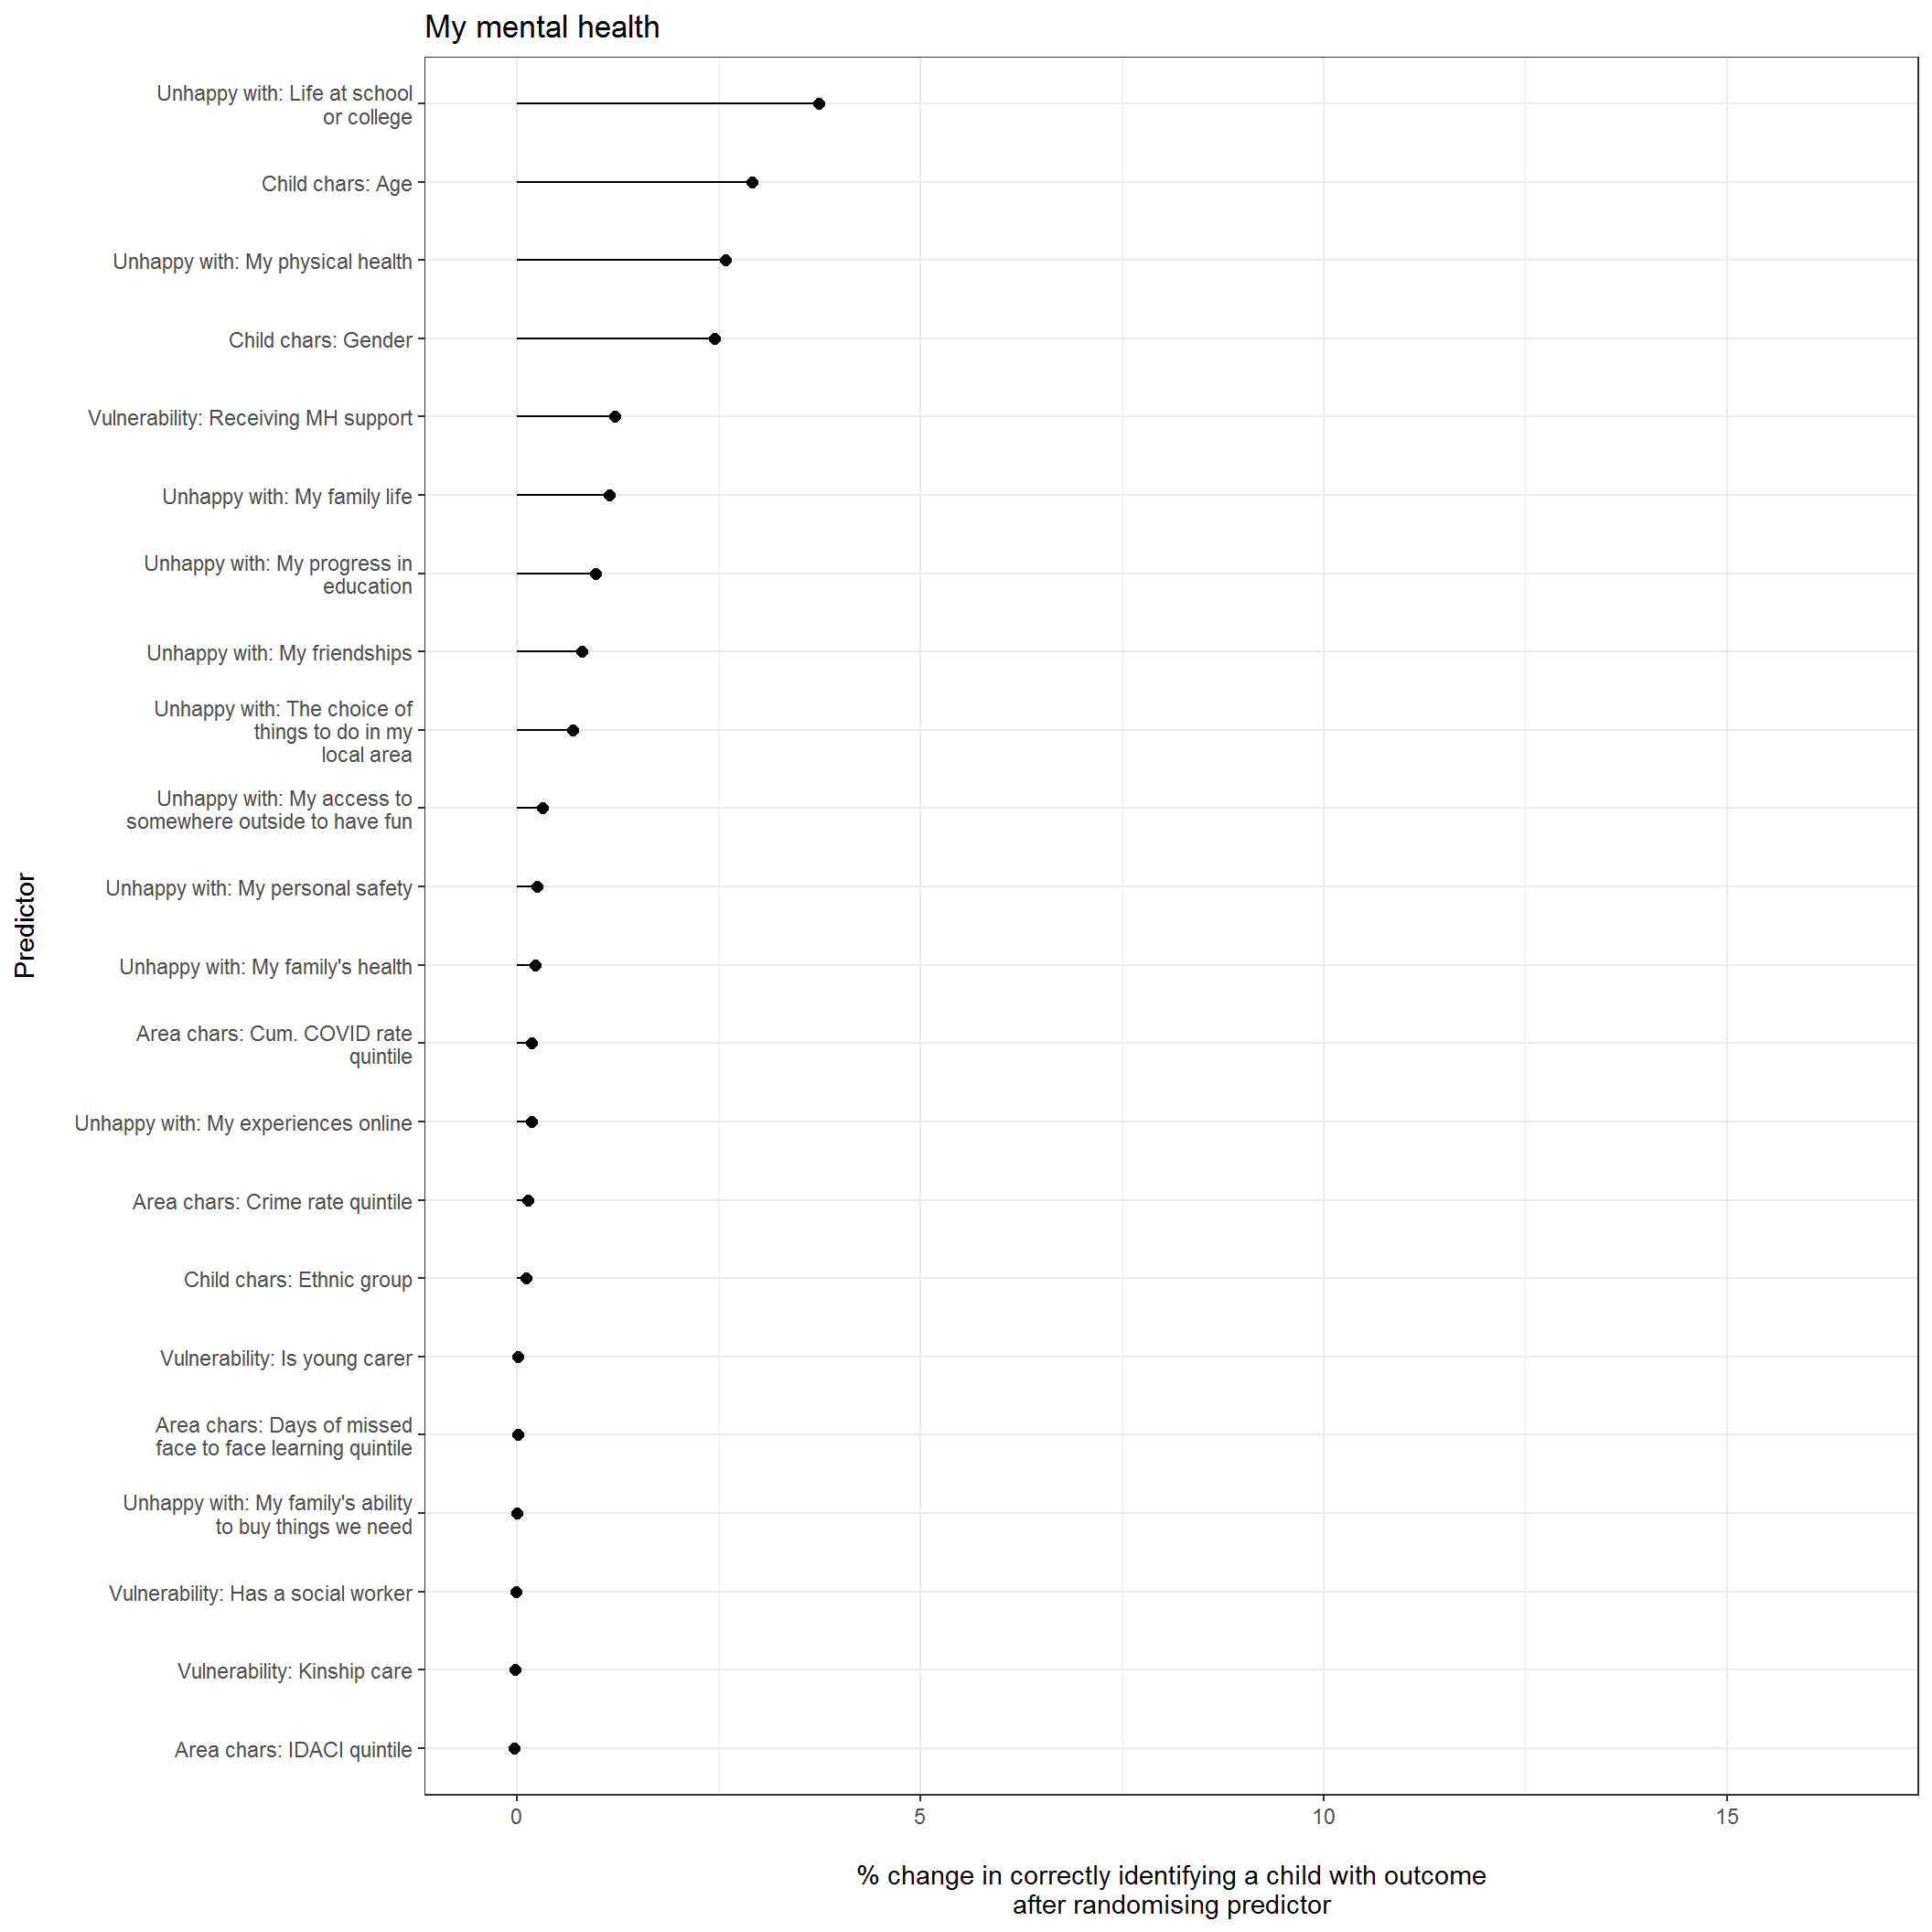 My mental health
Unhappy with: Life at school
or college
Child chars: Age
Unhappy with: My physical health
Child chars: Gender
Vulnerability: Receiving MH support
Unhappy with: My family life
Unhappy with: My progress in
education
Unhappy with: My friendships
Unhappy with: The choice of
things to do in my
local area
Unhappy with: My access to
somewhere outside to have fun
Unhappy with: My personal safety
Unhappy with: My family's health
Area chars: Cum. COVID rate
quintile
Unhappy with: My experiences online
Area chars: Crime rate quintile
Child chars: Ethnic group
Vulnerability: Is young carer
Area chars: Days of missed
face to face learning quintile
Unhappy with: My family's ability
to buy things we need
Vulnerability: Has a social worker
Vulnerability: Kinship care
Area chars: IDACI quintile
Predictor
0 5 10 15
% change in correctly identifying a child with outcome
after randomising predictor